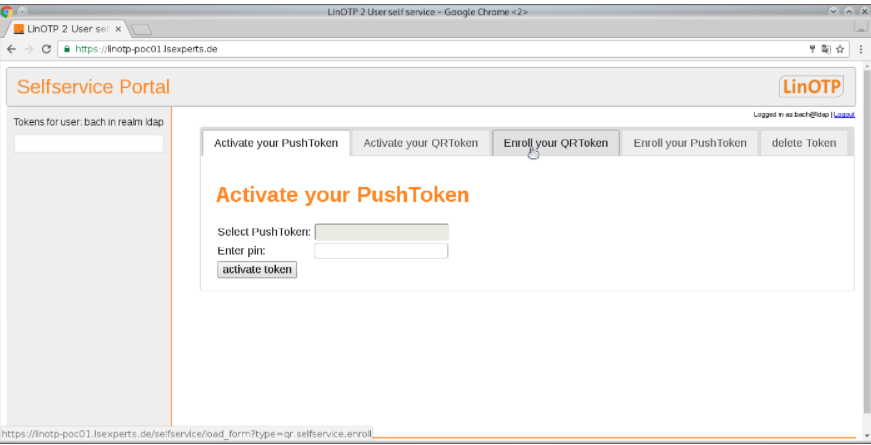 LinOTP 2 User self service - Google Chrome <2>
LinOTP 2 User sel x
https://linotp-poc01.lsexperts.de
Selfservice Portal
LinOTP
Logged in as: bach@ldap | Logout
Tokens for user: bach in realm ldap
Activate your PushToken Activate your QRToken Enroll your QRToken Enroll your PushToken delete Token
Activate your PushToken
Select PushToken:
Enter pin:
activate token
https://linotp-poc01.lsexperts.de/selfservice/load_form?type=qr.selfservice.enroll